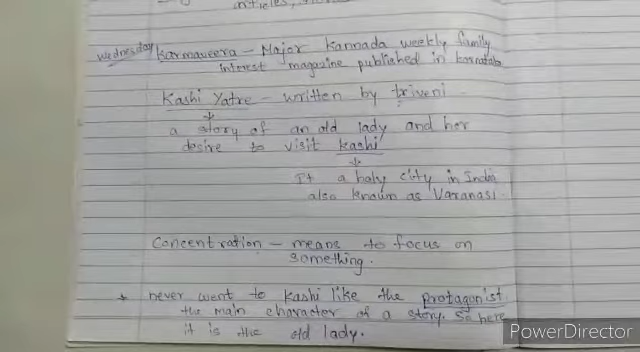 articles,
Wednesday Karmaveera - Major Kannada weekly family
interest magazine published in Karnataka
Kashi Yatre - written by triveni
a story of an old lady and her
desire to visit kashi
It a holy city in India
also known as Varanasi.
Concentration - means to focus on
something.
* never went to Kashi like the protagonist
the main character of a story. So here
it is the old lady.
PowerDirector